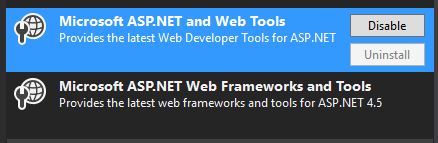 Microsoft ASP.NET and Web Tools
Provides the latest Web Developer Tools for ASP.NET
Disable
Uninstall
Microsoft ASP.NET Web Frameworks and Tools
Provides the latest web frameworks and tools for ASP.NET 4.5